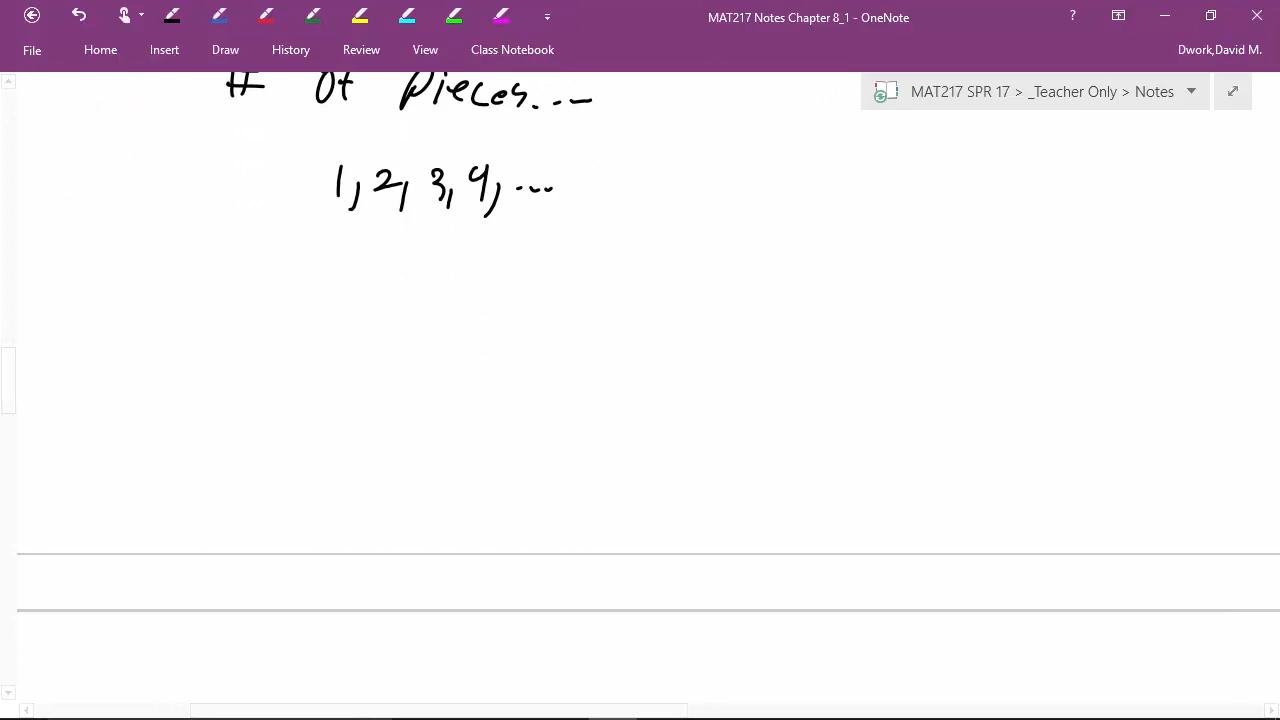 MAT217 Notes Chapter 8_1 - OneNote
?
File
Home
Insert
Draw
History
Review
View
Class Notebook
Dwork,David M.
MAT217 SPR 17 > _Teacher Only > Notes
# Of Pieces...
1, 2, 3, 4, ...